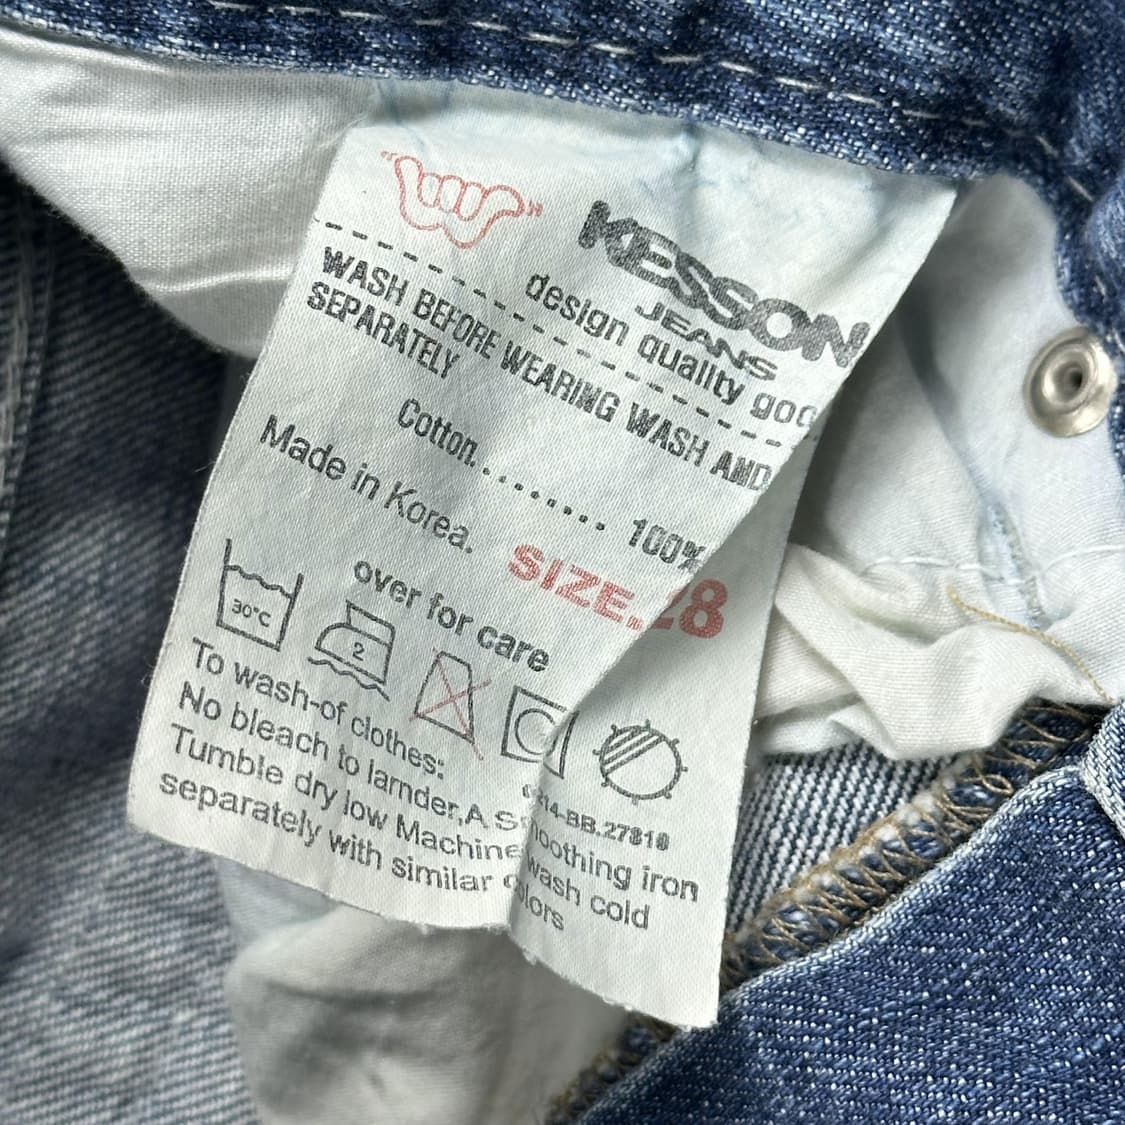 KESSON
JEANS
design quality goo
WASH BEFORE WEARING WASH AND
SEPARATELY
Cotton......... 100%
Made in Korea.
SIZE. 28
over for care
30°C
2
To wash-of clothes:
No bleach to larnder, A Smoothing iron
Tumble dry low Machine wash cold
separately with similar colors